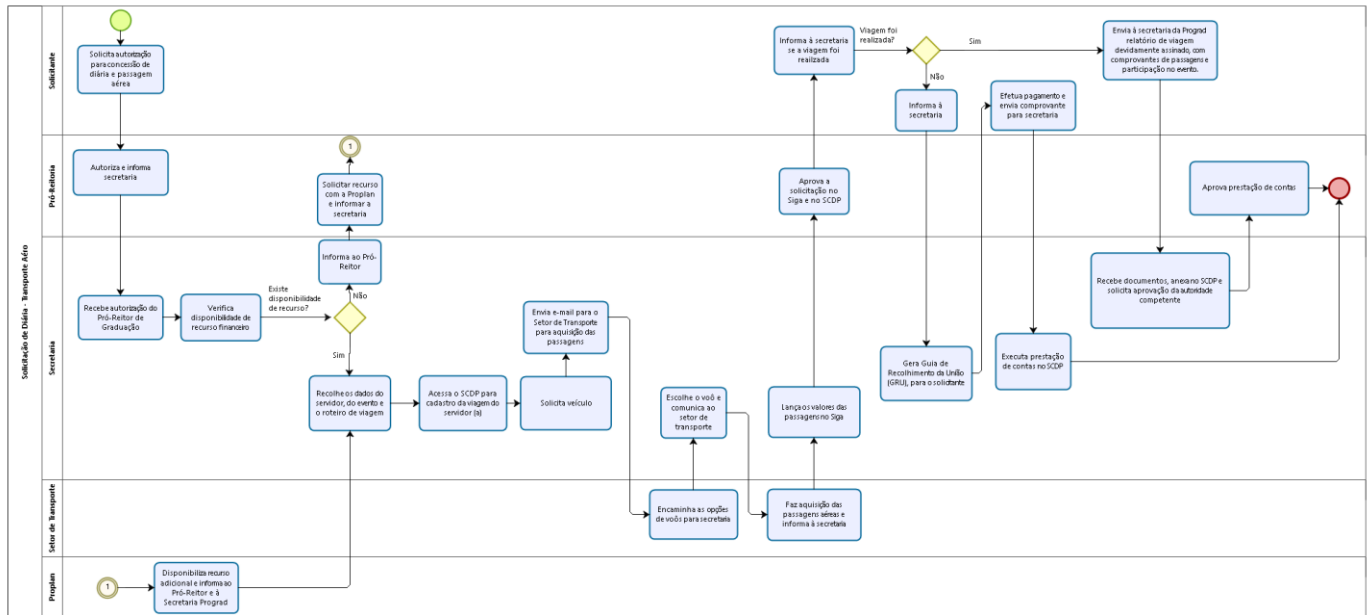 Solicitação de Diária - Transporte Aéro
Solicitante
Solicita autorização
para concessão de
diária e passagem
aérea
Informa à secretaria
se a viagem foi
realizada
Viagem foi
realizada?
Sim
Não
Informa à
secretaria
Efetua pagamento e
envia comprovante
para secretaria
Envia à secretaria da Prograd
relatório de viagem
devidamente assinado, com
comprovantes de passagens e
participação no evento.
Pró-Reitoria
Autoriza e informa
secretaria
1
Solicitar recurso
com a Proplan
e informar a
secretaria
Aprova a
solicitação no
Siga e no SCDP
Aprova prestação de contas
Secretaria
Informa ao Pró-
Reitor
Recebe autorização do
Pró-Reitor de
Graduação
Verifica
disponibilidade de
recurso financeiro
Existe
disponibilidade
de recurso?
Não
Sim
Recolhe os dados do
servidor, do evento e
o roteiro de viagem
Acessa o SCDP para
cadastro da viagem do
servidor (a)
Solicita veículo
Envia e-mail para o
Setor de Transporte
para aquisição das
passagens
Escolhe o voô e
comunica ao
setor de
transporte
Lança os valores das
passagens no Siga
Gera Guia de
Recolhimento da União
(GRU), para o solicitante
Executa prestação
de contas no SCDP
Recebe documentos, anexa no SCDP e
solicita aprovação da autoridade
competente
Setor de Transporte
Encaminha as opções
de voôs para secretaria
Faz aquisição das
passagens aéreas e
informa à secretaria
Proplan
1
Disponibiliza recurso
adicional e informa ao
Pró-Reitor e à
Secretaria Prograd